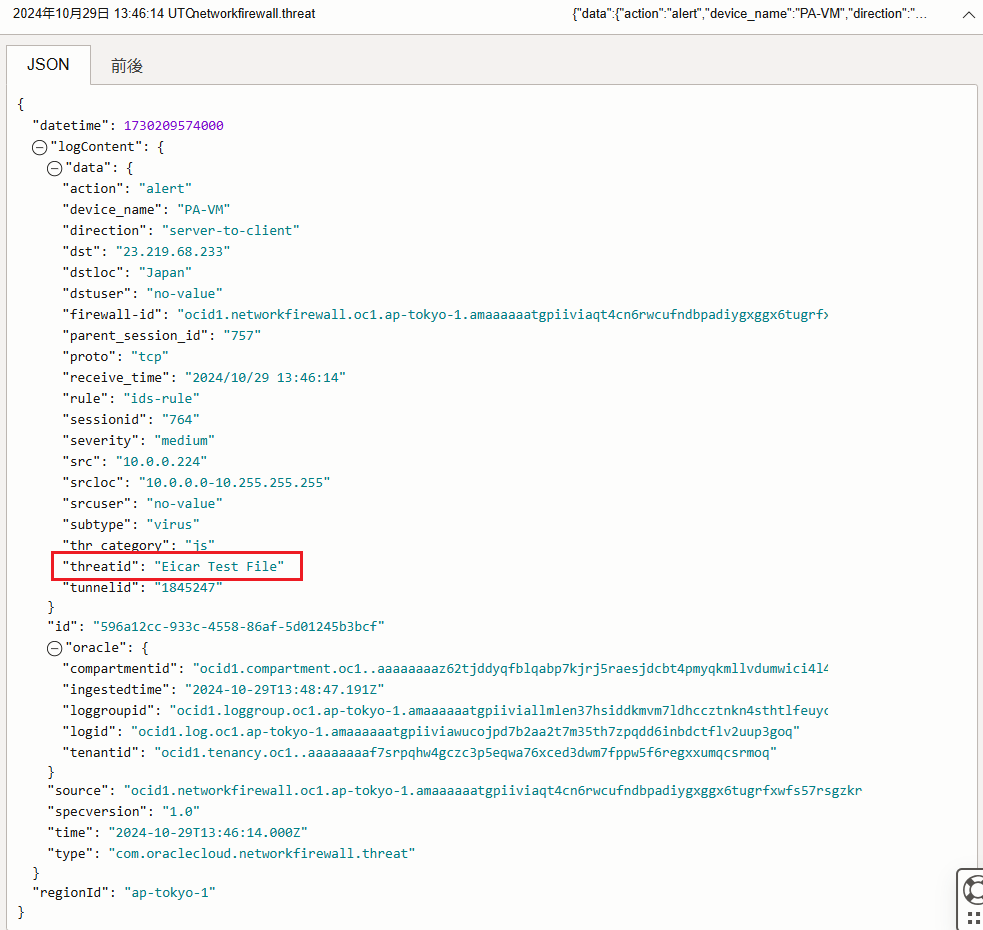 2024年10月29日 13:46:14 UTC networkfirewall.threat {"data":{"action":"alert","device_name":"PA-VM","direction":"...
JSON 前後
{
"datetime": 1730209574000
"logContent": {
"data": {
"action": "alert"
"device_name": "PA-VM"
"direction": "server-to-client"
"dst": "23.219.68.233"
"dstloc": "Japan"
"dstuser": "no-value"
"firewall-id": "ocid1.networkfirewall.oc1.ap-tokyo-1.amaaaaaatgpiiviaqt4cn6rwcufndbpadiygxggx6tugrfx
"parent_session_id": "757"
"proto": "tcp"
"receive_time": "2024/10/29 13:46:14"
"rule": "ids-rule"
"sessionid": "764"
"severity": "medium"
"src": "10.0.0.224"
"srcloc": "10.0.0.0-10.255.255.255"
"srcuser": "no-value"
"subtype": "virus"
"thr_category": "js"
"threatid": "Eicar Test File"
"tunnelid": "1845247"
}
"id": "596a12cc-933c-4558-86af-5d01245b3bcf"
"oracle": {
"compartmentid": "ocid1.compartment.oc1..aaaaaaaaz62tjddyqfblqabp7kjrj5raesjdcbt4pmyqkmllvdumwici4l4
"ingestedtime": "2024-10-29T13:48:47.191Z"
"loggroupid": "ocid1.loggroup.oc1.ap-tokyo-1.amaaaaaatgpiiviallmlen37hsiddkmvm7ldhccztnkn4sthtlfeuyc
"logid": "ocid1.log.oc1.ap-tokyo-1.amaaaaaatgpiiviawucojpd7b2aa2t7m35th7zpqdd6inbdctflv2uup3goq"
"tenantid": "ocid1.tenancy.oc1..aaaaaaaaf7srpqhw4gczc3p5eqwa76xced3dwm7fppw5f6regxxumqcsrmoq"
}
"source": "ocid1.networkfirewall.oc1.ap-tokyo-1.amaaaaaatgpiiviaqt4cn6rwcufndbpadiygxggx6tugrfxwfs57rsgzkr
"specversion": "1.0"
"time": "2024-10-29T13:46:14.000Z"
"type": "com.oraclecloud.networkfirewall.threat"
}
"regionId": "ap-tokyo-1"
}